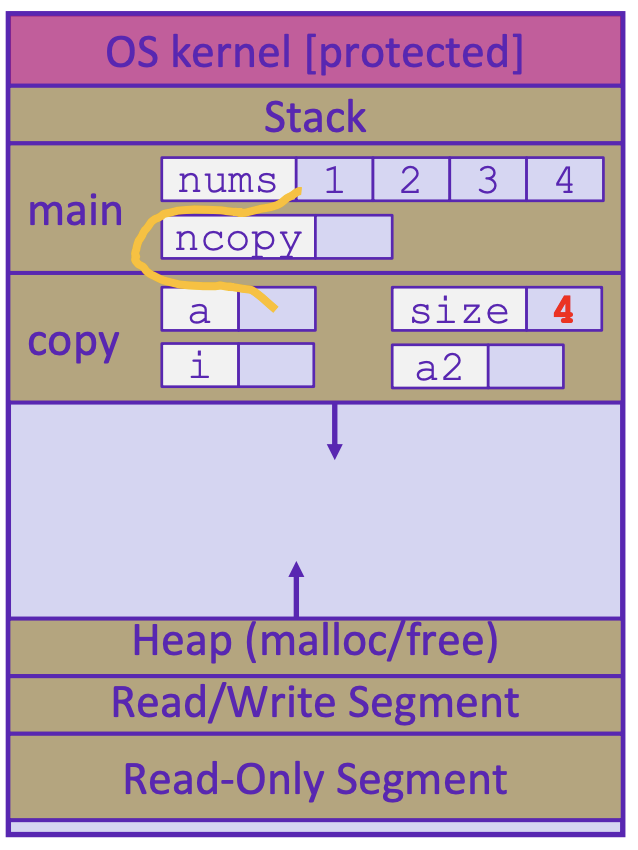 OS kernel [protected]
Stack
main
nums 1 2 3 4
ncopy
copy
a
size 4
i
a2
Heap (malloc/free)
Read/Write Segment
Read-Only Segment